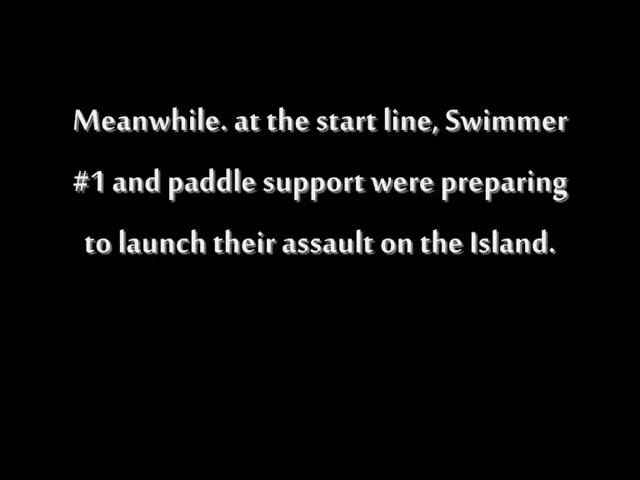 Meanwhile. at the start line, Swimmer
#1 and paddle support were preparing
to launch their assault on the Island.